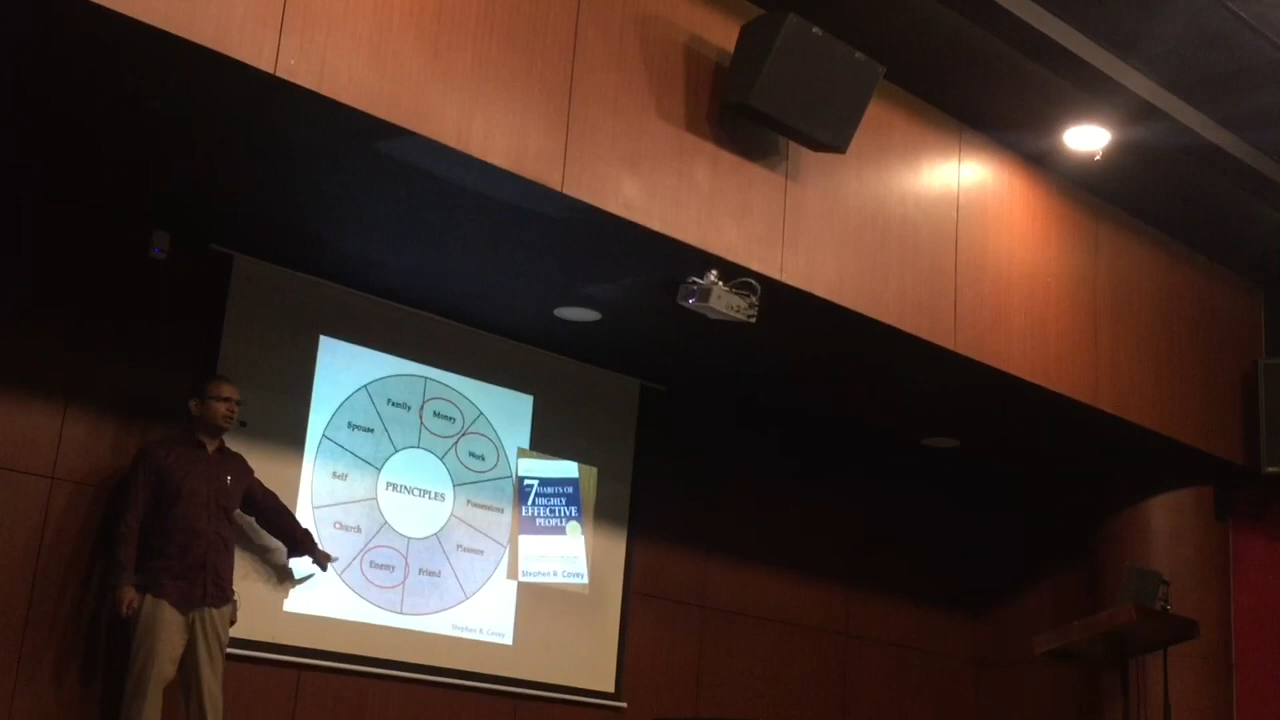 Family
Money
Spouse
Work
Self
PRINCIPLES
Possessions
Church
Pleasure
Enemy
Friend
Stephen R. Covey
7 HABITS OF
HIGHLY
EFFECTIVE
PEOPLE
Stephen R. Covey